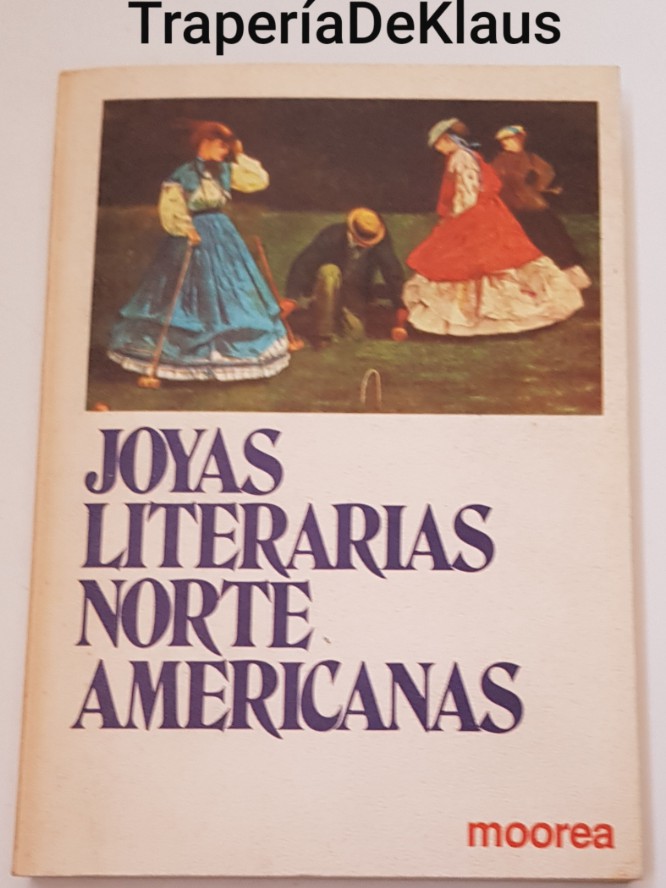 TraperíaDeKlaus
JOYAS
LITERARIAS
NORTE
AMERICANAS
moorea